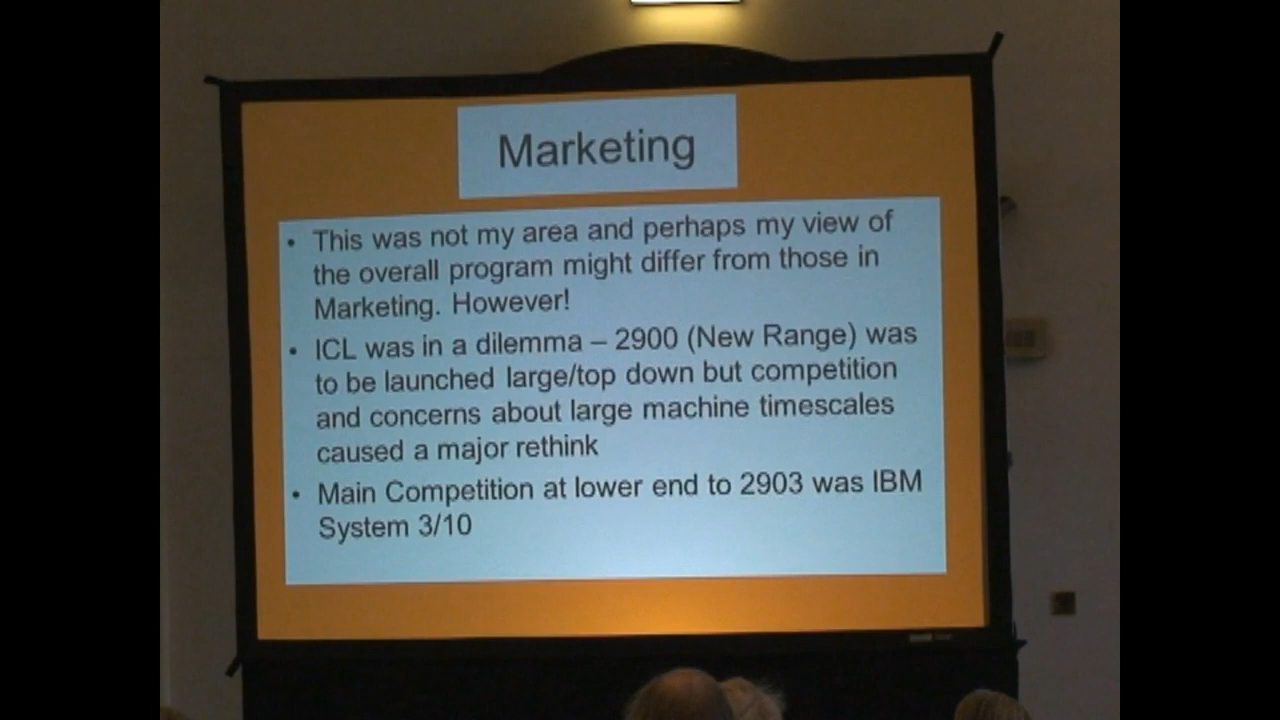 Marketing
• This was not my area and perhaps my view of
the overall program might differ from those in
Marketing. However!
• ICL was in a dilemma – 2900 (New Range) was
to be launched large/top down but competition
and concerns about large machine timescales
caused a major rethink
• Main Competition at lower end to 2903 was IBM
System 3/10